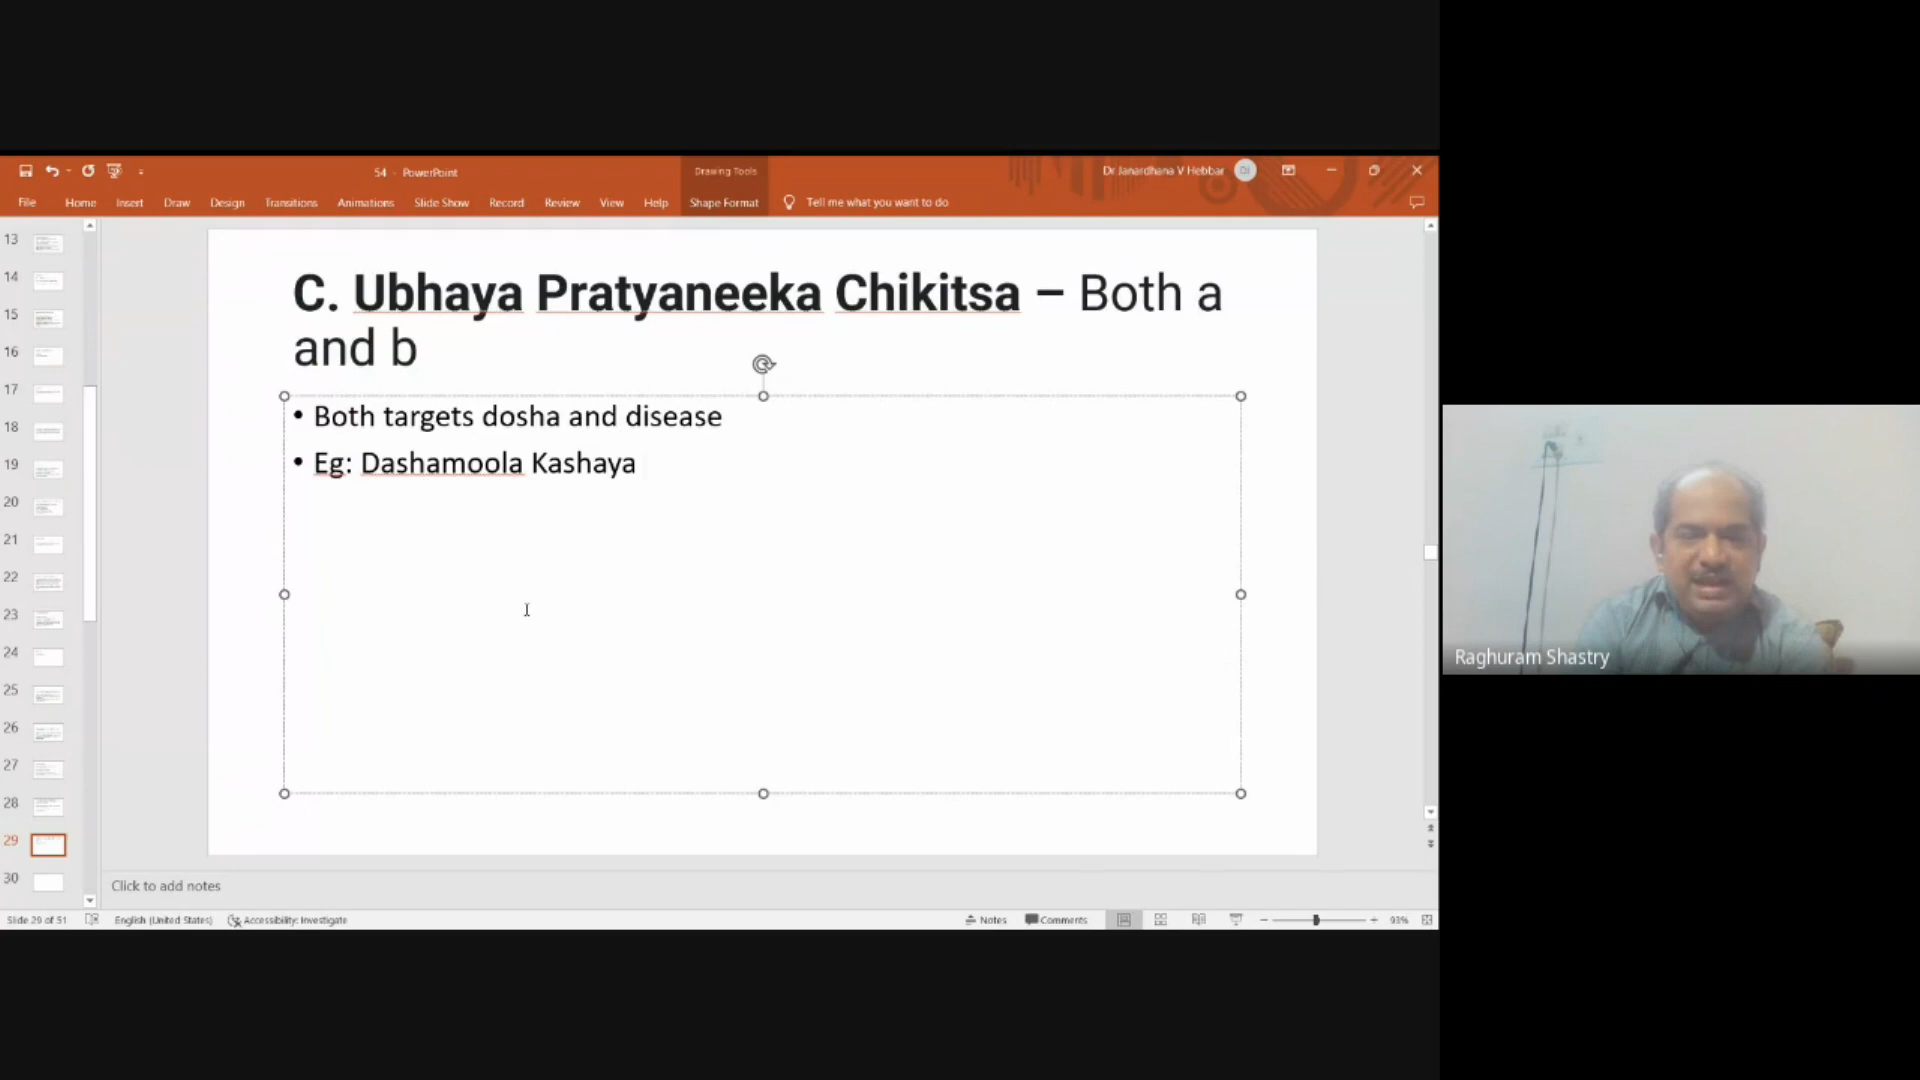 54 - PowerPoint
Drawing Tools
Dr Janardhana V Hebbar
File Home Insert Draw Design Transitions Animations Slide Show Record Review View Help Shape Format Tell me what you want to do
13
14
15
16
17
18
19
20
21
22
23
24
25
26
27
28
29
30
C. Ubhaya Pratyaneeka Chikitsa – Both a
and b
• Both targets dosha and disease
• Eg: Dashamoola Kashaya
Click to add notes
Slide 29 of 51 English (United States) Accessibility: Investigate Notes Comments 93%
Raghuram Shastry